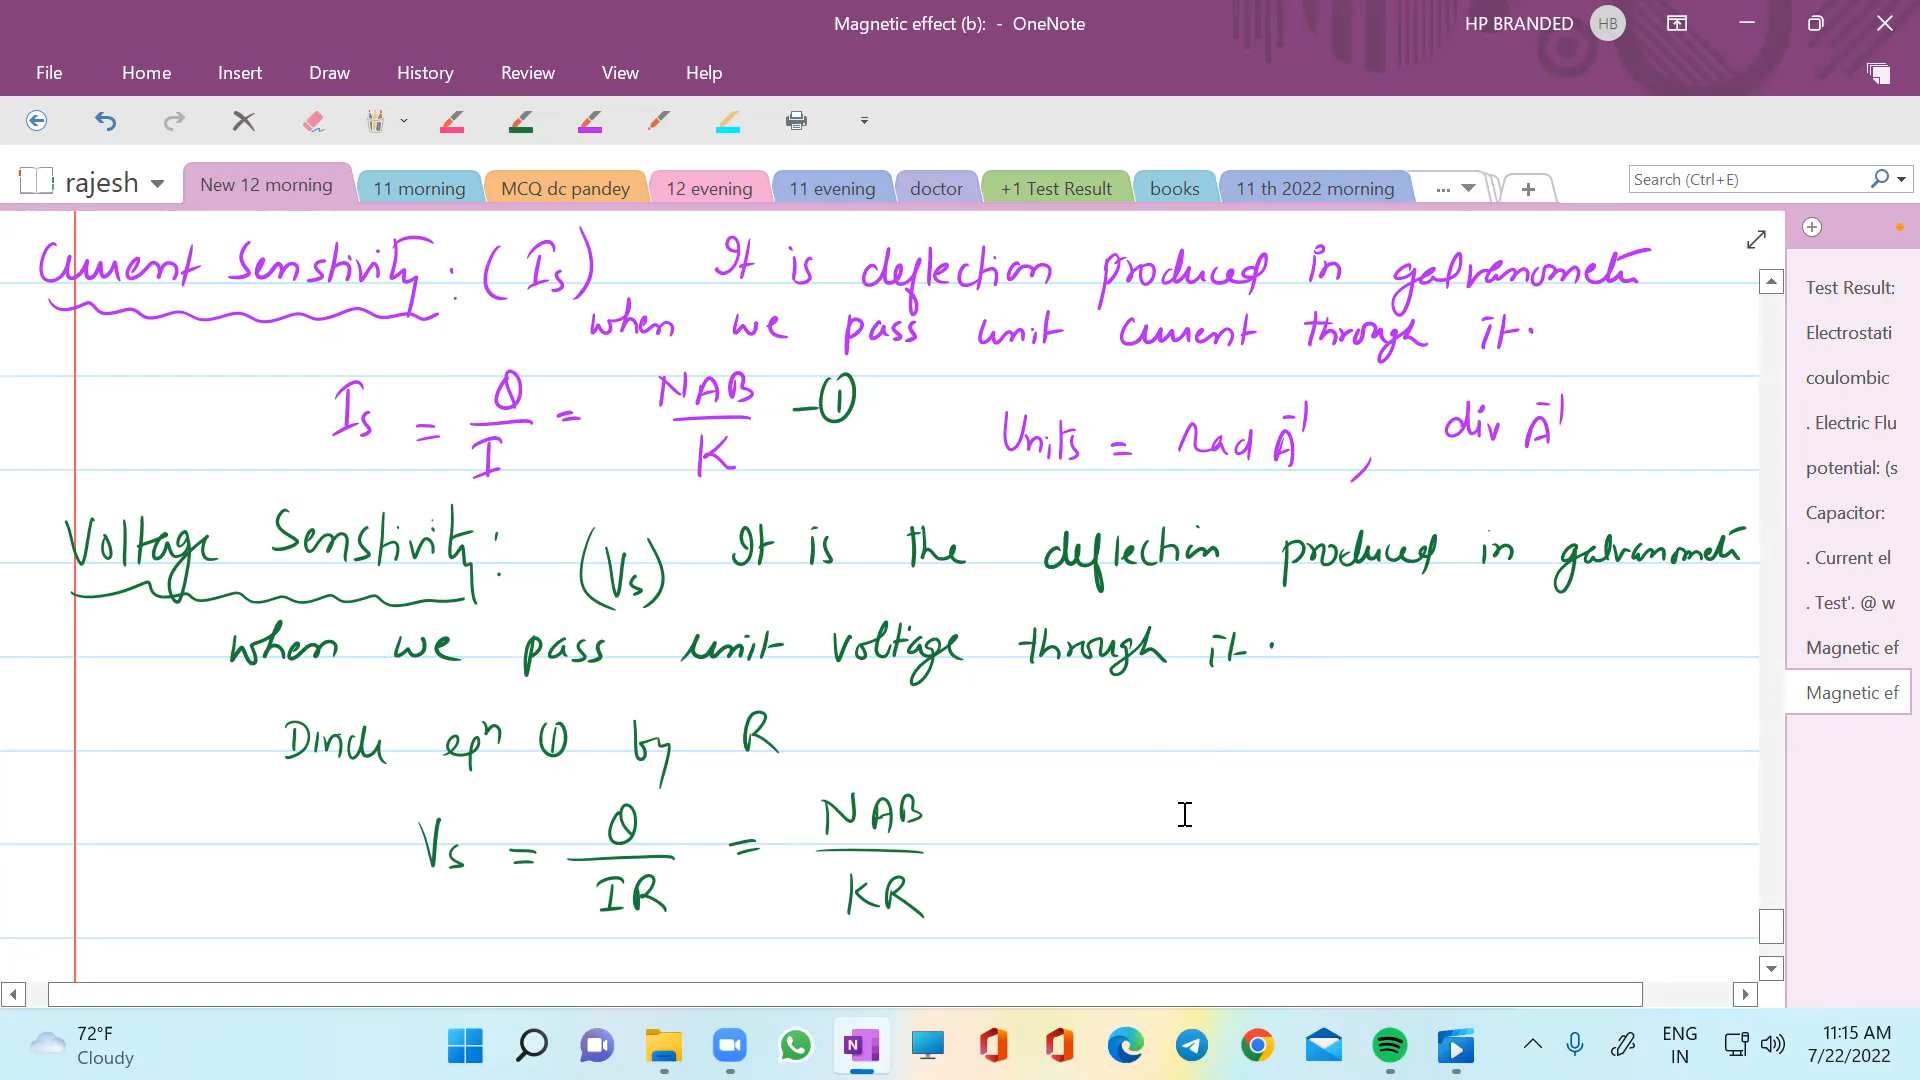 Magnetic effect (b): - OneNote
HP BRANDED HB
File Home Insert Draw History Review View Help
rajesh New 12 morning 11 morning MCQ dc pandey 12 evening 11 evening doctor +1 Test Result books 11 th 2022 morning ... Search (Ctrl+E)
Current Senstivity : (Is) It is deflection produced in galvanometer
when we pass unit current through it.
Is = θ/I = NAB/K -① Units = rad A⁻¹, div A⁻¹
Voltage Senstivity : (Vs) It is the deflection produced in galvanometer
when we pass unit voltage through it.
Divide eqⁿ ① by R
Vs = θ/IR = NAB/KR
Test Result:
Electrostati
coulombic
. Electric Flu
potential: (s
Capacitor:
. Current el
. Test'. @ w
Magnetic ef
Magnetic ef
72°F
Cloudy
ENG
IN
11:15 AM
7/22/2022